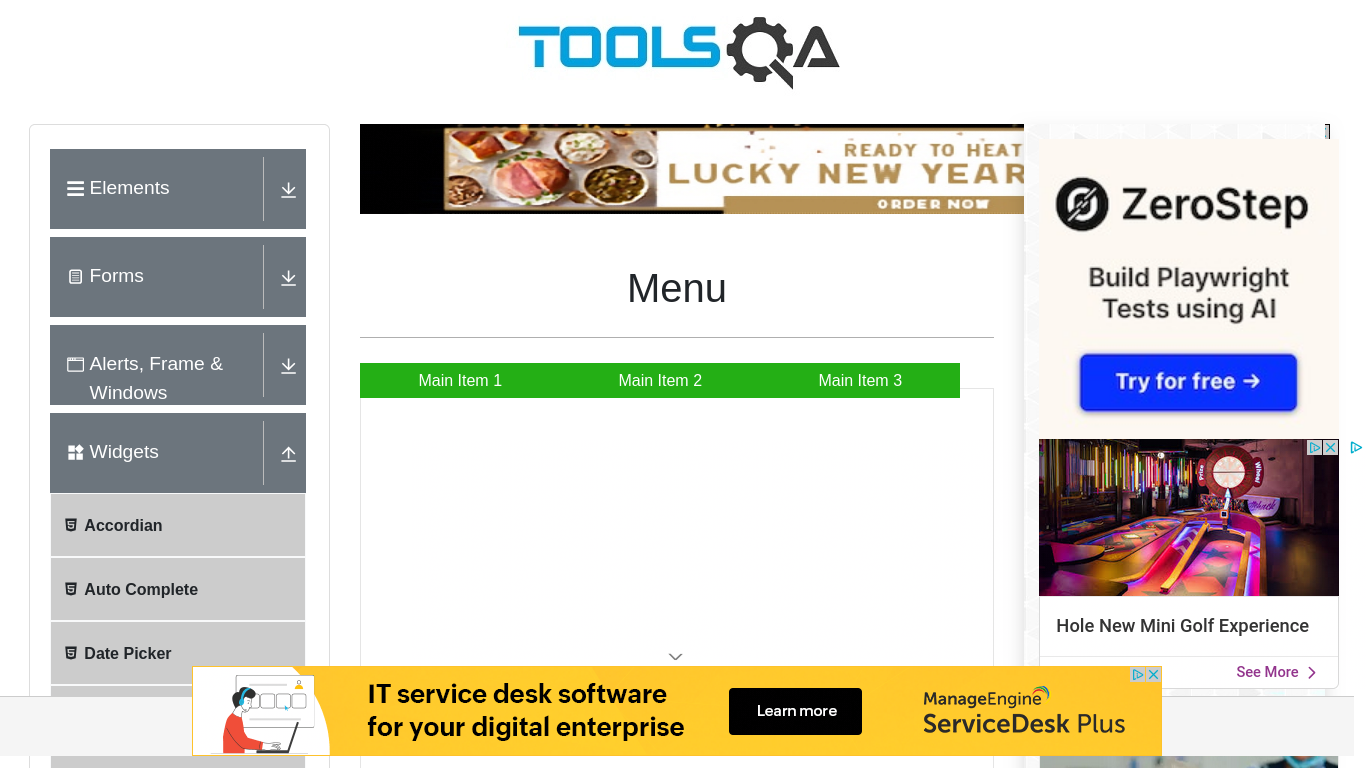 TOOLSQA
Elements
Forms
Alerts, Frame &
Windows
Widgets
Accordian
Auto Complete
Date Picker
READY TO HEAT
LUCKY NEW YEAR
ORDER NOW
Menu
Main Item 1
Main Item 2
Main Item 3
ZeroStep
Build Playwright
Tests using AI
Try for free →
Hole New Mini Golf Experience
See More
IT service desk software
for your digital enterprise
Learn more
ManageEngine
ServiceDesk Plus